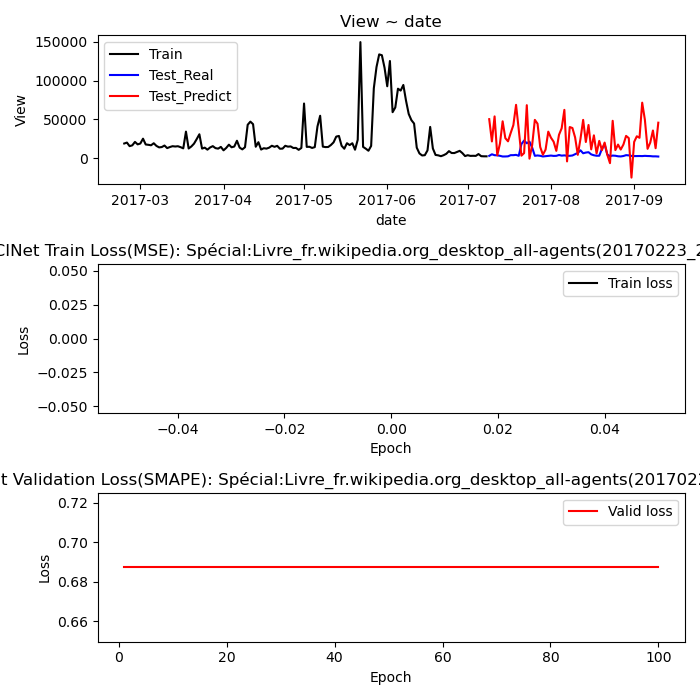 View ~ date
150000
100000
50000
0
View
Train
Test_Real
Test_Predict
2017-03 2017-04 2017-05 2017-06 2017-07 2017-08 2017-09
date
Net Train Loss(MSE): Spécial:Livre_fr.wikipedia.org_desktop_all-agents(20170223_2
0.050
0.025
0.000
−0.025
−0.050
Loss
Train loss
−0.04 −0.02 0.00 0.02 0.04
Epoch
t Validation Loss(SMAPE): Spécial:Livre_fr.wikipedia.org_desktop_all-agents(2017022
0.72
0.70
0.68
0.66
Loss
Valid loss
0 20 40 60 80 100
Epoch